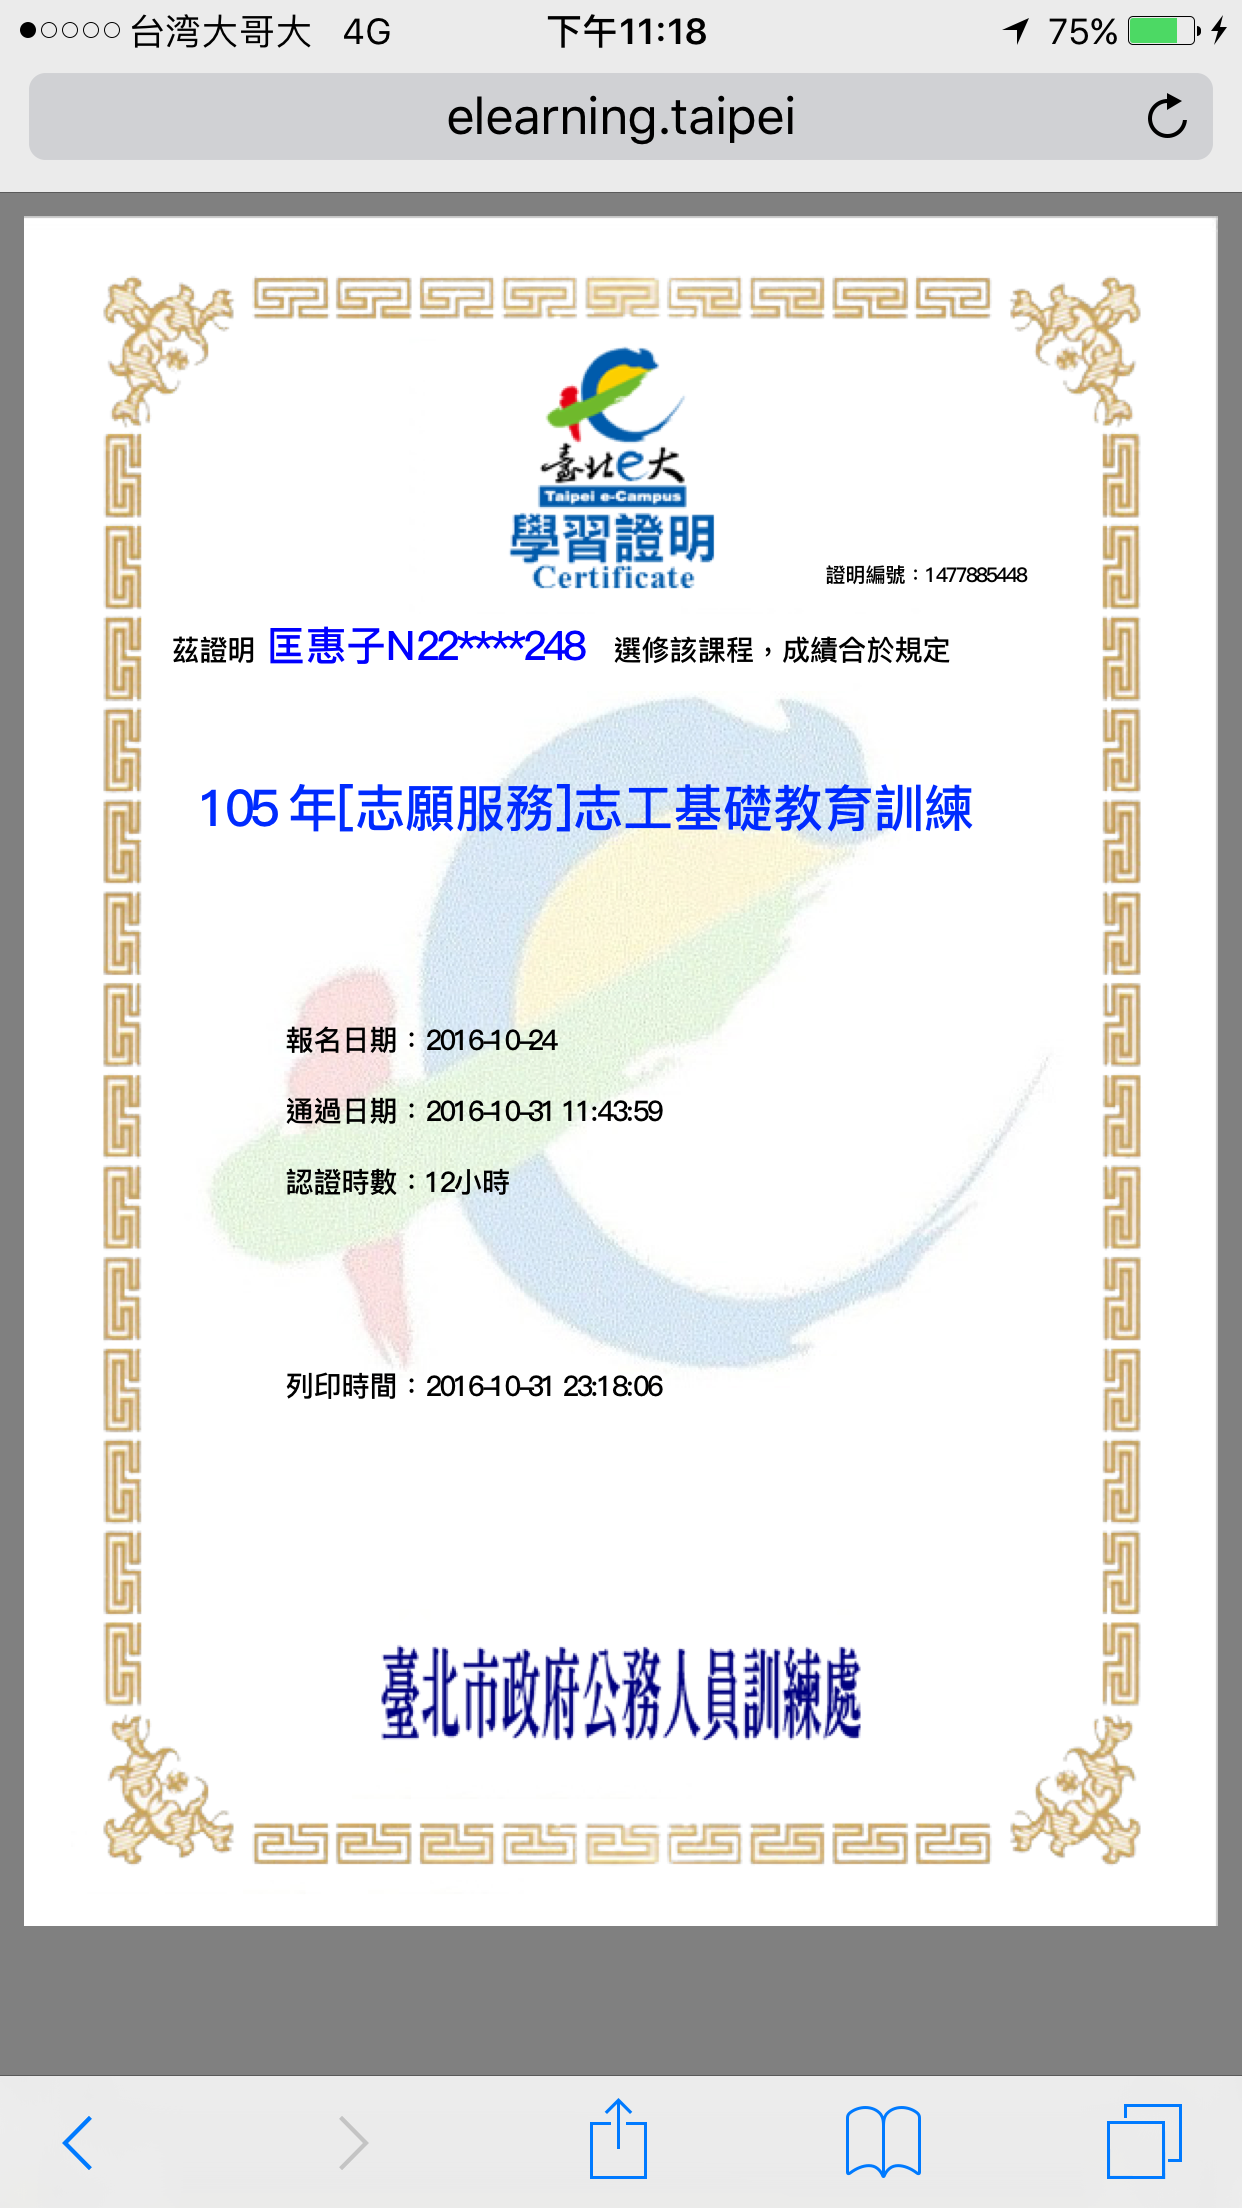 台湾大哥大 4G 下午11:18 75%
elearning.taipei
臺北e大
Taipei e-Campus
學習證明
Certificate
證明編號：1477885448
茲證明 匡惠子N22****248 選修該課程，成績合於規定
105 年[志願服務]志工基礎教育訓練
報名日期：2016-10-24
通過日期：2016-10-31 11:43:59
認證時數：12小時
列印時間：2016-10-31 23:18:06
臺北市政府公務人員訓練處